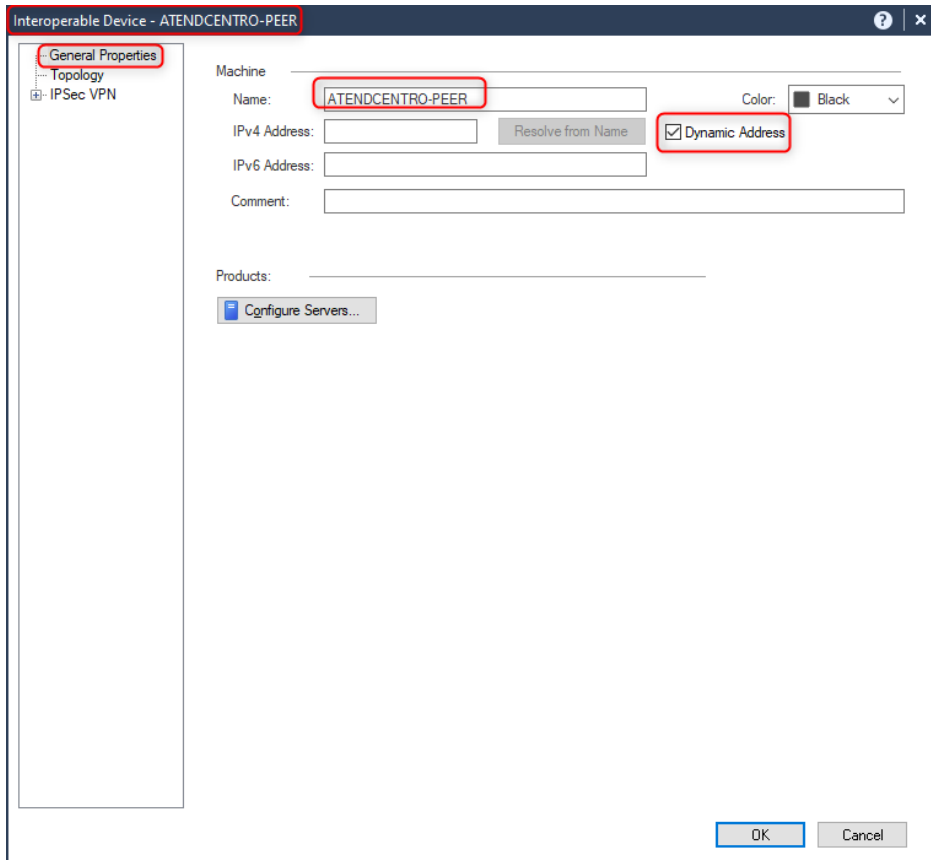 Interoperable Device - ATENDCENTRO-PEER
General Properties
Topology
IPSec VPN
Machine
Name: ATENDCENTRO-PEER Color: Black
IPv4 Address: Resolve from Name Dynamic Address
IPv6 Address:
Comment:
Products:
Configure Servers...
OK Cancel